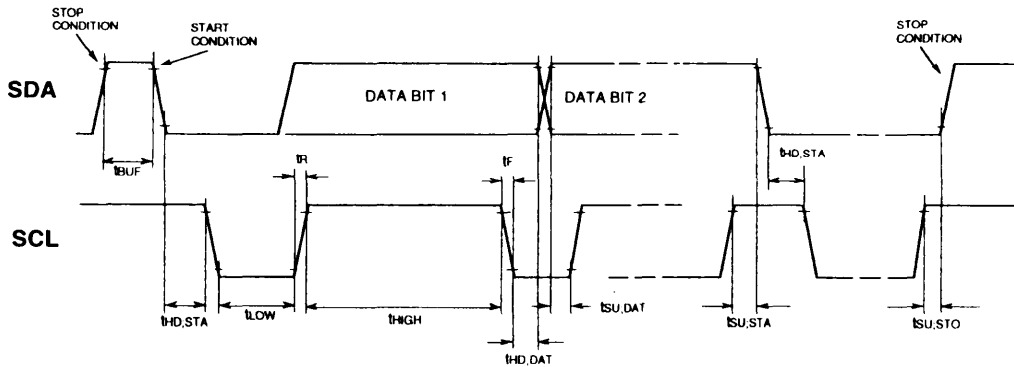 STOP
CONDITION
START
CONDITION
STOP
CONDITION
SDA
DATA BIT 1
DATA BIT 2
tBUF
tR
tF
tHD,STA
SCL
tHD,STA
tLOW
tHIGH
tHD,DAT
tSU,DAT
tSU;STA
tSU;STO